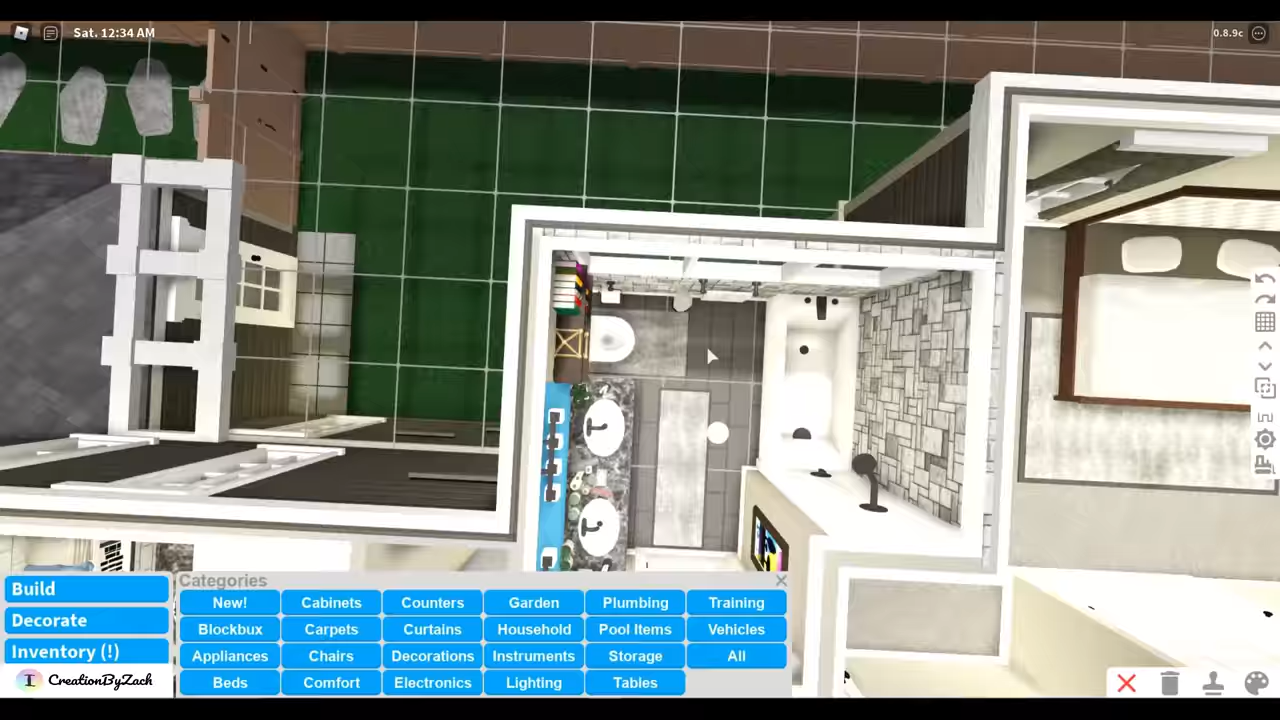 Sat. 12:34 AM
0.8.9c
Categories
Build
Decorate
Inventory (!)
New! Cabinets Counters Garden Plumbing Training
Blockbux Carpets Curtains Household Pool Items Vehicles
Appliances Chairs Decorations Instruments Storage All
Beds Comfort Electronics Lighting Tables
I CreationByZach